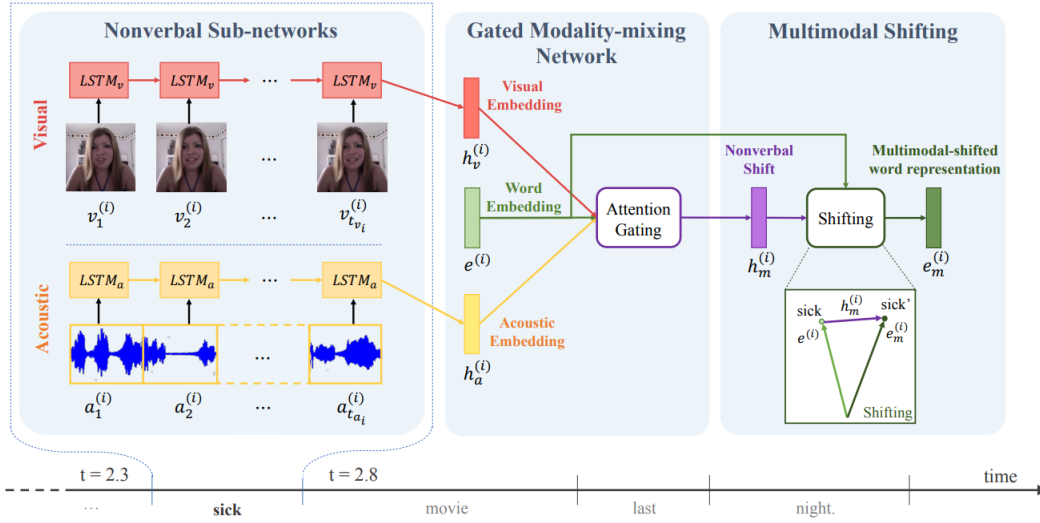 Nonverbal Sub-networks
Visual
LSTM_v
LSTM_v
...
LSTM_v
v_1^{(i)}
v_2^{(i)}
...
v_{t_{v_i}}^{(i)}
Acoustic
LSTM_a
LSTM_a
...
LSTM_a
...
a_1^{(i)}
a_2^{(i)}
...
a_{t_{a_i}}^{(i)}
Gated Modality-mixing
Network
Visual
Embedding
h_v^{(i)}
Word
Embedding
e^{(i)}
Acoustic
Embedding
h_a^{(i)}
Attention
Gating
Multimodal Shifting
Nonverbal
Shift
h_m^{(i)}
Shifting
Multimodal-shifted
word representation
e_m^{(i)}
sick
h_m^{(i)}
sick'
e^{(i)}
e_m^{(i)}
Shifting
t = 2.3
t = 2.8
time
...
sick
movie
last
night.